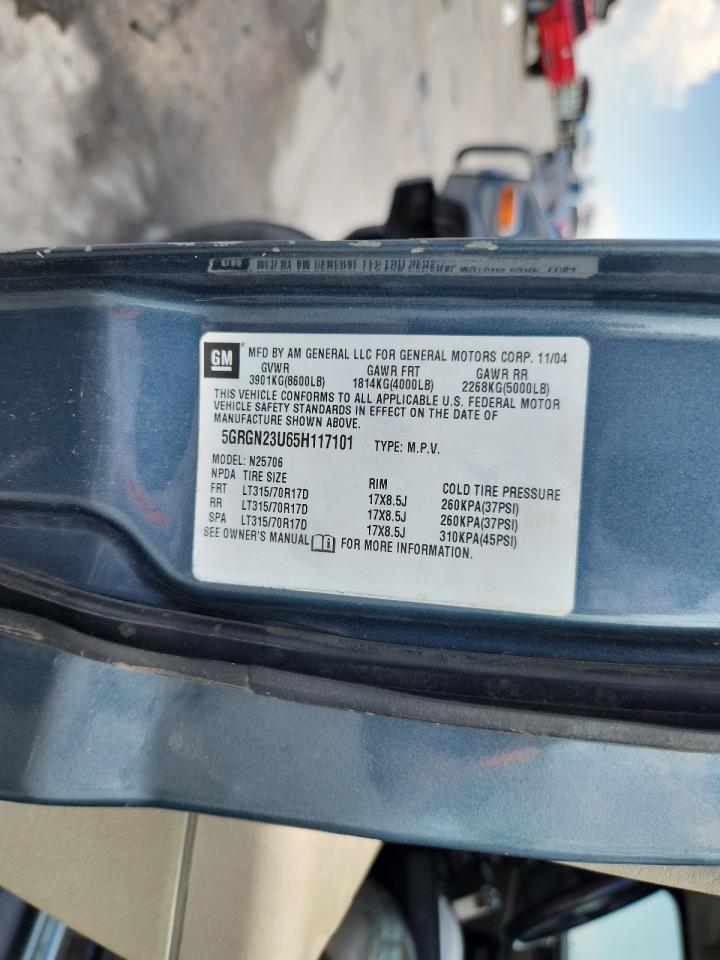 GM MFD BY AM GENERAL LLC FOR GENERAL MOTORS CORP. 11/04
GVWR GAWR FRT GAWR RR
3901KG(8600LB) 1814KG(4000LB) 2268KG(5000LB)
THIS VEHICLE CONFORMS TO ALL APPLICABLE U.S. FEDERAL MOTOR
VEHICLE SAFETY STANDARDS IN EFFECT ON THE DATE OF
MANUFACTURE SHOWN ABOVE.
5GRGN23U65H117101 TYPE: M.P.V.
MODEL: N25706
NPDA TIRE SIZE RIM COLD TIRE PRESSURE
FRT LT315/70R17D 17X8.5J 260KPA(37PSI)
RR LT315/70R17D 17X8.5J 260KPA(37PSI)
SPA LT315/70R17D 17X8.5J 310KPA(45PSI)
SEE OWNER'S MANUAL FOR MORE INFORMATION.